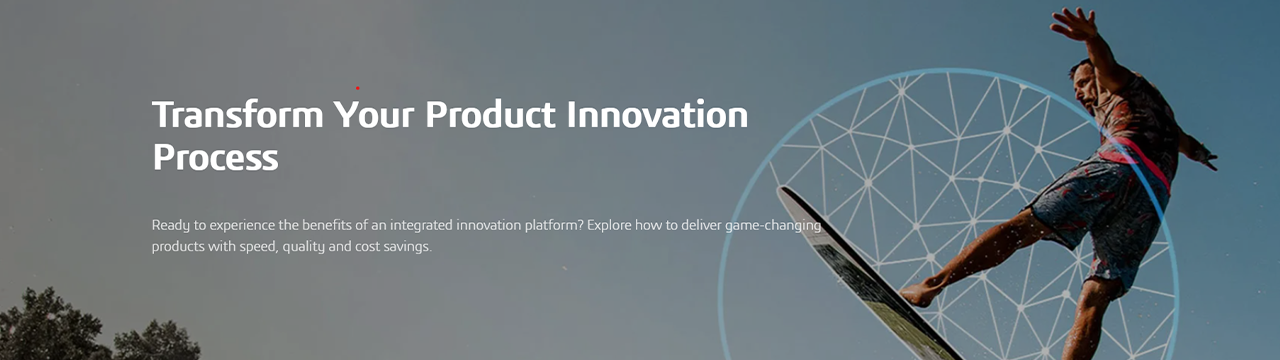 Transform Your Product Innovation
Process
Ready to experience the benefits of an integrated innovation platform? Explore how to deliver game-changing
products with speed, quality and cost savings.